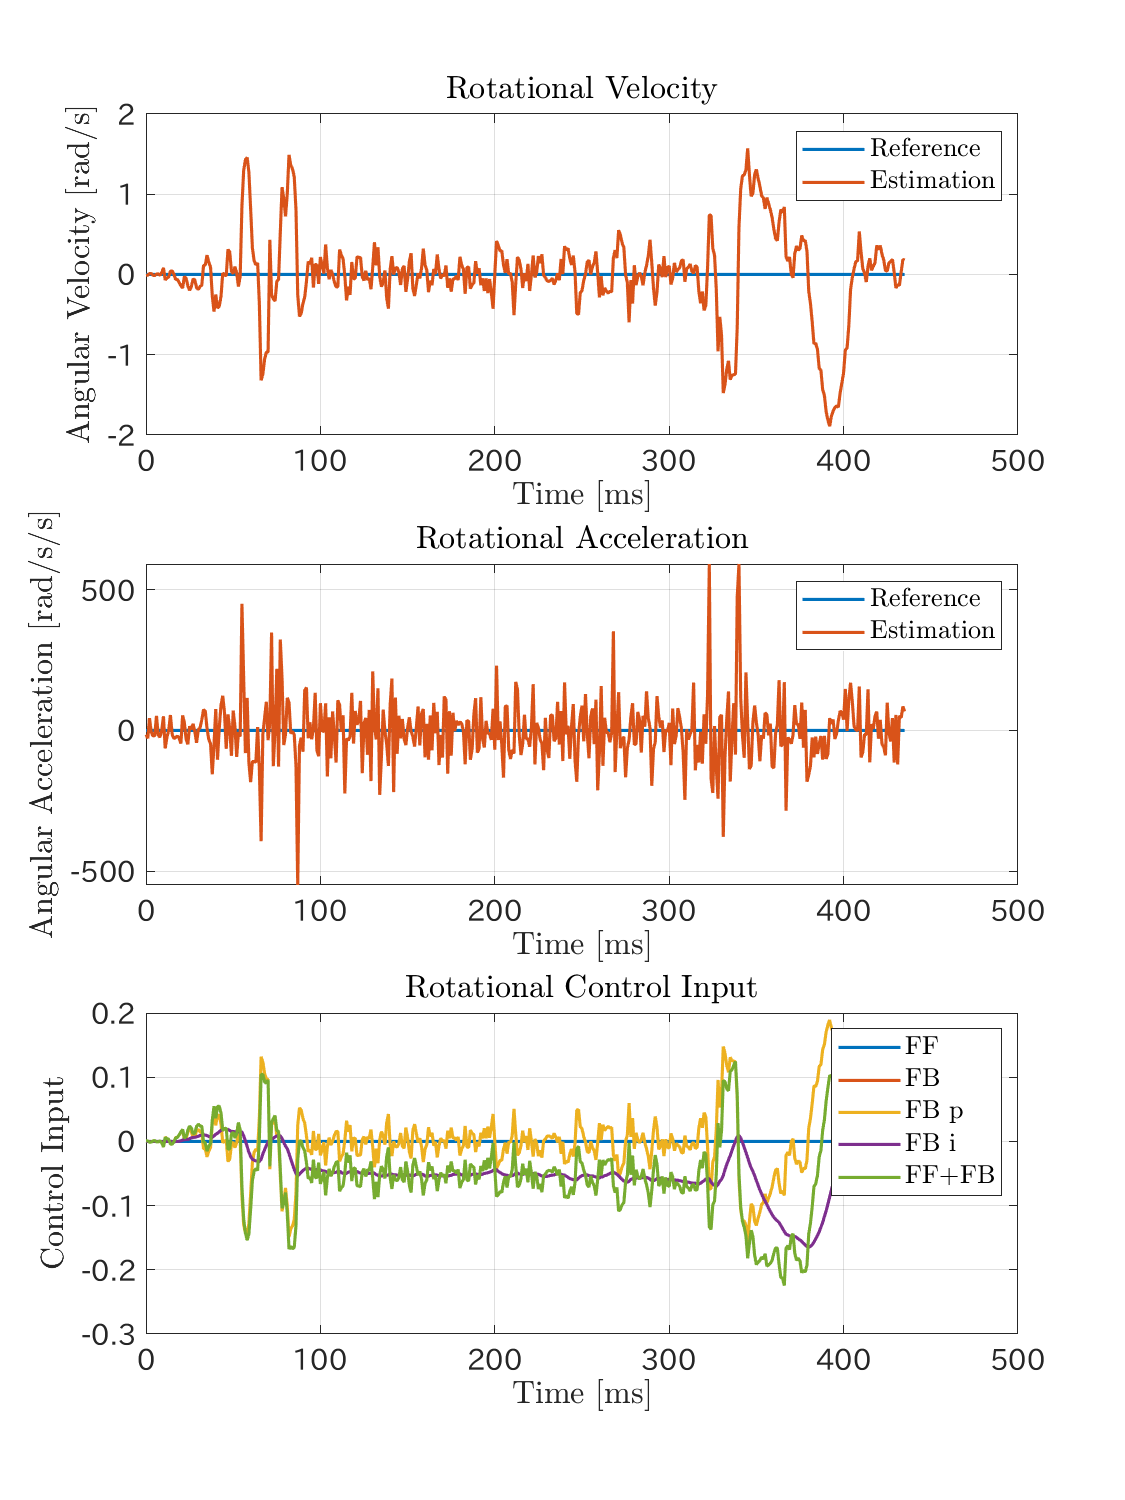 Rotational Velocity
Angular Velocity [rad/s]
2
1
0
-1
-2
Reference
Estimation
0 100 200 300 400 500
Time [ms]
Rotational Acceleration
Angular Acceleration [rad/s/s]
500
0
-500
Reference
Estimation
0 100 200 300 400 500
Time [ms]
Rotational Control Input
Control Input
0.2
0.1
0
-0.1
-0.2
-0.3
FF
FB
FB p
FB i
FF+FB
0 100 200 300 400 500
Time [ms]